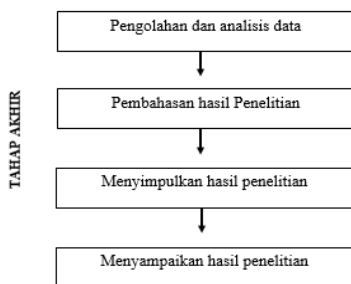 Pengolahan dan analisis data
Pembahasan hasil Penelitian
TAHAP AKHIR
Menyimpulkan hasil penelitian
Menyampaikan hasil penelitian